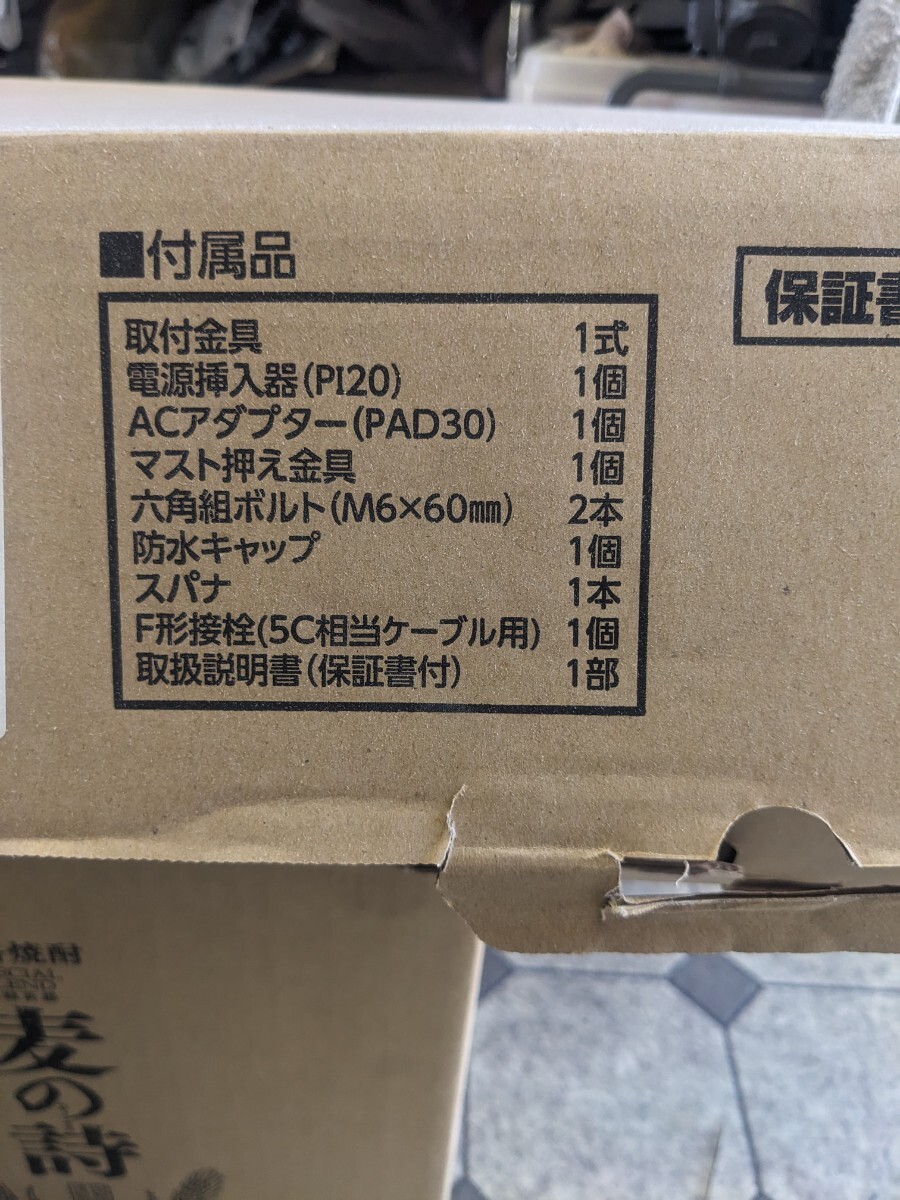 ■付属品
取付金具 1式
電源挿入器(PI20) 1個
ACアダプター(PAD30) 1個
マスト押え金具 1個
六角組ボルト(M6×60㎜) 2本
防水キャップ 1個
スパナ 1本
F形接栓(5C相当ケーブル用) 1個
取扱説明書(保証書付) 1部
保証書
焼酎
麦の詩